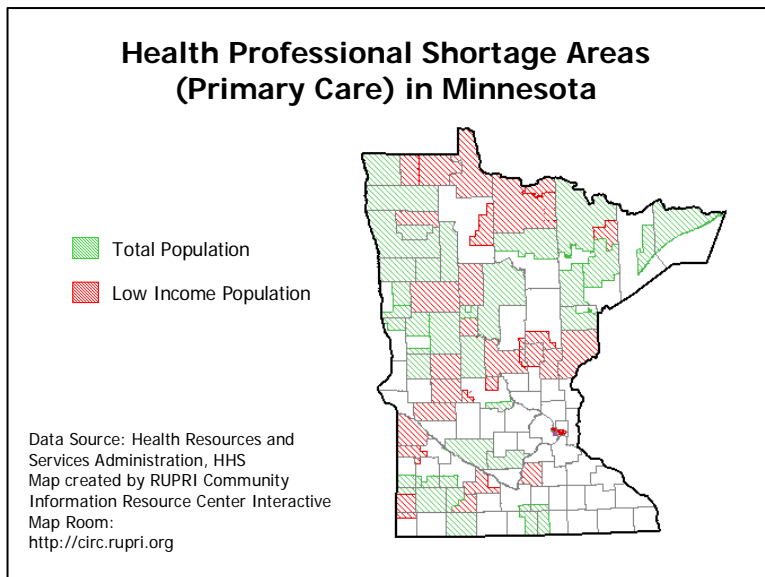 Health Professional Shortage Areas
(Primary Care) in Minnesota
Total Population
Low Income Population
Data Source: Health Resources and
Services Administration, HHS
Map created by RUPRI Community
Information Resource Center Interactive
Map Room:
http://circ.rupri.org